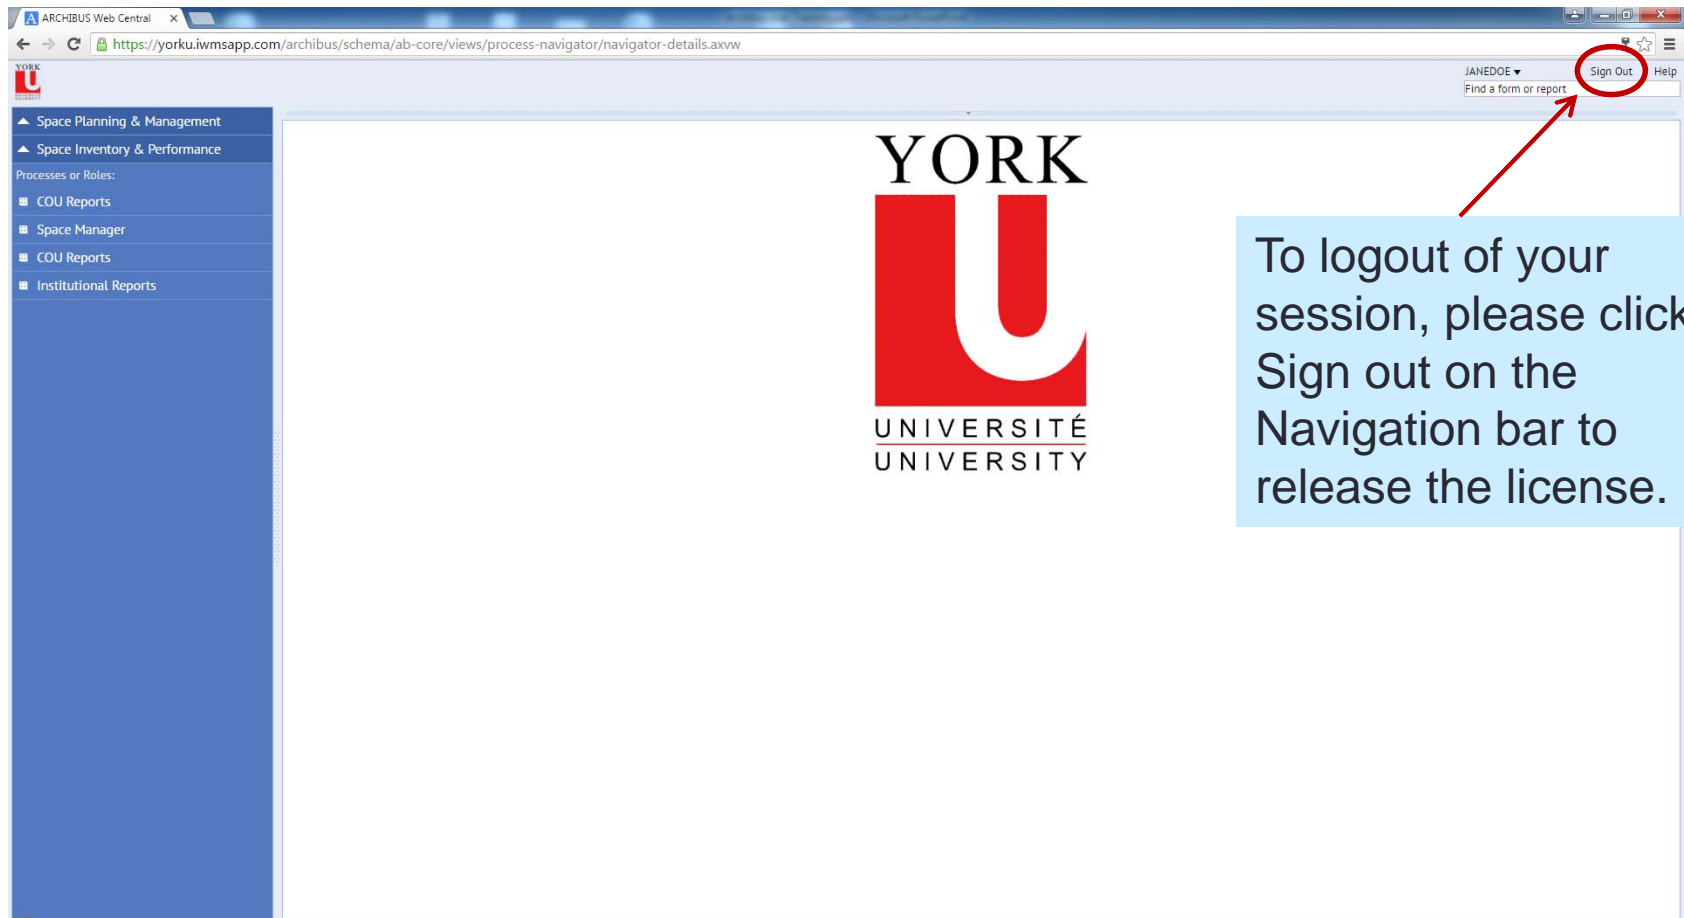 ARCHIBUS Web Central
https://yorku.iwmsapp.com/archibus/schema/ab-core/views/process-navigator/navigator-details.axvw
YORK
U
JANEDOE
Sign Out
Help
Find a form or report
Space Planning & Management
Space Inventory & Performance
Processes or Roles:
COU Reports
Space Manager
COU Reports
Institutional Reports
YORK
U
UNIVERSITÉ
UNIVERSITY
To logout of your
session, please click
Sign out on the
Navigation bar to
release the license.